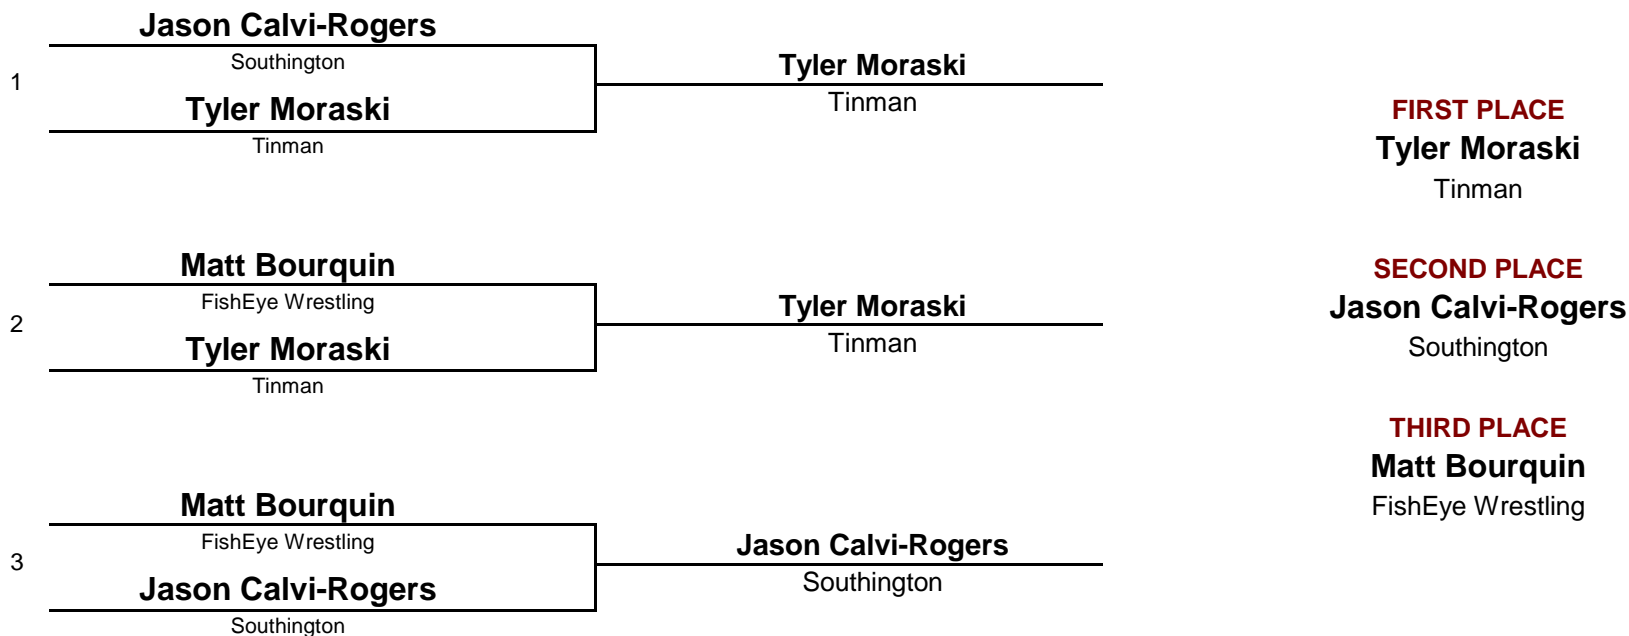 Jason Calvi-Rogers
Southington
1
Tyler Moraski
Tinman
Tyler Moraski
Tinman
Matt Bourquin
FishEye Wrestling
2
Tyler Moraski
Tinman
Tyler Moraski
Tinman
Matt Bourquin
FishEye Wrestling
3
Jason Calvi-Rogers
Southington
Jason Calvi-Rogers
Southington
FIRST PLACE
Tyler Moraski
Tinman
SECOND PLACE
Jason Calvi-Rogers
Southington
THIRD PLACE
Matt Bourquin
FishEye Wrestling